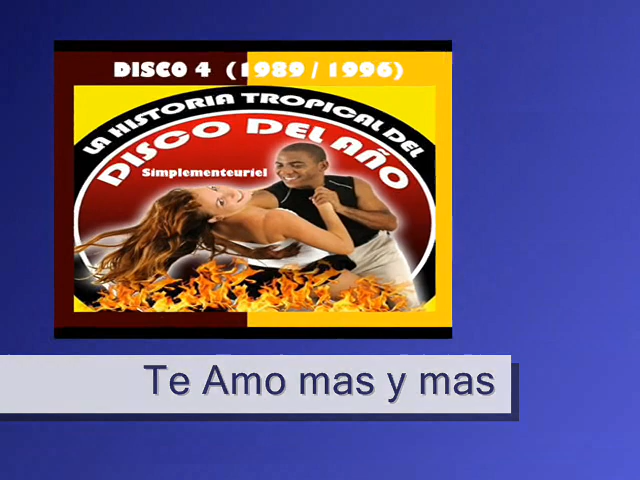 DISCO 4 (1989 / 1996)
LA HISTORIA TROPICAL DEL
DISCO DEL AÑO
Simplementeuriel
Te Amo mas y mas